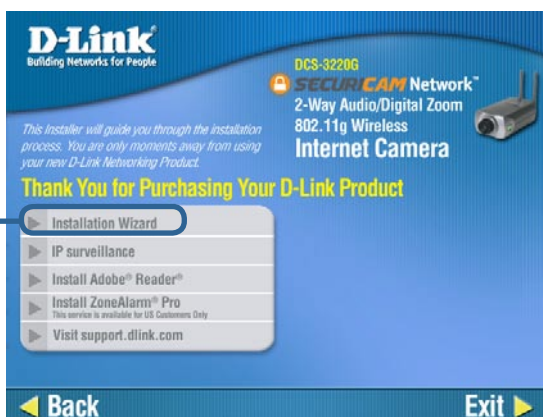 D-Link
Building Networks for People
DCS-3220G
SECURICAM Network™
2-Way Audio/Digital Zoom
802.11g Wireless
Internet Camera
This Installer will guide you through the installation
process. You are only moments away from using
your new D-Link Networking Product.
Thank You for Purchasing Your D-Link Product
Installation Wizard
IP surveillance
Install Adobe® Reader®
Install ZoneAlarm® Pro
This service is available for US Customers Only
Visit support.dlink.com
Back
Exit